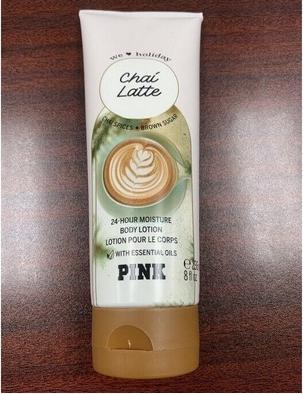 we ♥ holiday
Chai
Latte
CHAI SPICES + BROWN SUGAR
24-HOUR MOISTURE
BODY LOTION
LOTION POUR LE CORPS
WITH ESSENTIAL OILS
PINK
8 fl